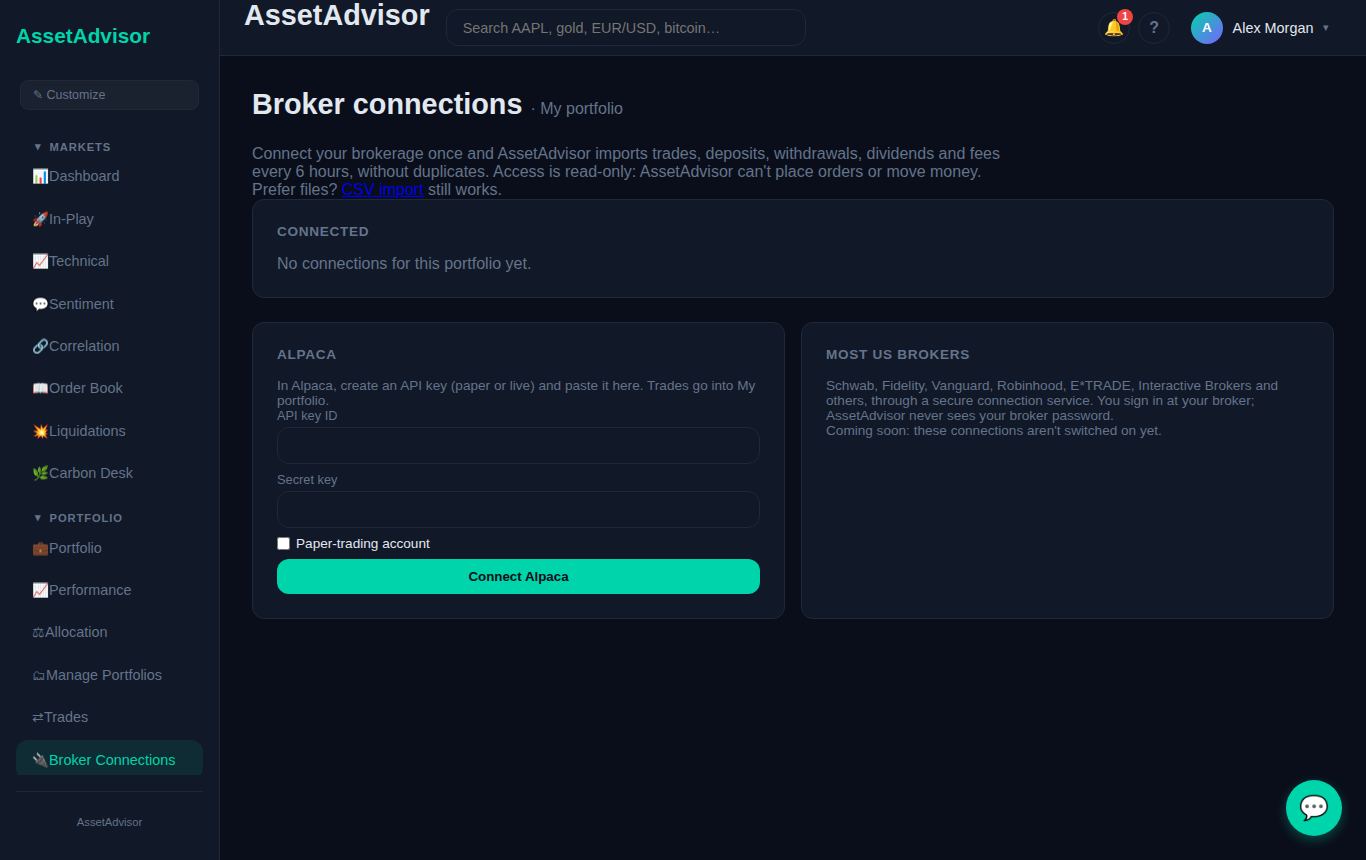 AssetAdvisor
✎ Customize
▼ MARKETS
Dashboard
In-Play
Technical
Sentiment
Correlation
Order Book
Liquidations
Carbon Desk
▼ PORTFOLIO
Portfolio
Performance
Allocation
Manage Portfolios
Trades
Broker Connections
AssetAdvisor
AssetAdvisor
Search AAPL, gold, EUR/USD, bitcoin…
1
?
A
Alex Morgan ▾
Broker connections · My portfolio
Connect your brokerage once and AssetAdvisor imports trades, deposits, withdrawals, dividends and fees
every 6 hours, without duplicates. Access is read-only: AssetAdvisor can't place orders or move money.
Prefer files? CSV import still works.
CONNECTED
No connections for this portfolio yet.
ALPACA
In Alpaca, create an API key (paper or live) and paste it here. Trades go into My
portfolio.
API key ID
Secret key
Paper-trading account
Connect Alpaca
MOST US BROKERS
Schwab, Fidelity, Vanguard, Robinhood, E*TRADE, Interactive Brokers and
others, through a secure connection service. You sign in at your broker;
AssetAdvisor never sees your broker password.
Coming soon: these connections aren't switched on yet.